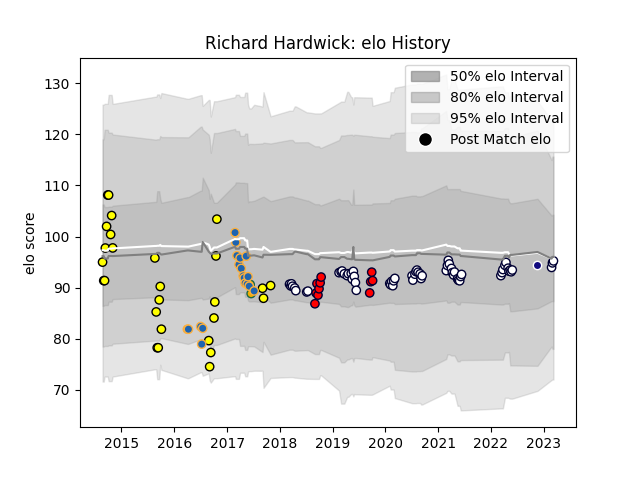 Richard Hardwick: elo History
50% elo Interval
80% elo Interval
95% elo Interval
Post Match elo
elo score
130
120
110
100
90
80
70
2015 2016 2017 2018 2019 2020 2021 2022 2023